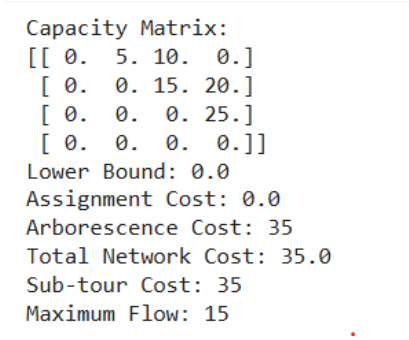 Capacity Matrix:
[[ 0. 5. 10. 0.]
[ 0. 0. 15. 20.]
[ 0. 0. 0. 25.]
[ 0. 0. 0. 0.]]
Lower Bound: 0.0
Assignment Cost: 0.0
Arborescence Cost: 35
Total Network Cost: 35.0
Sub-tour Cost: 35
Maximum Flow: 15